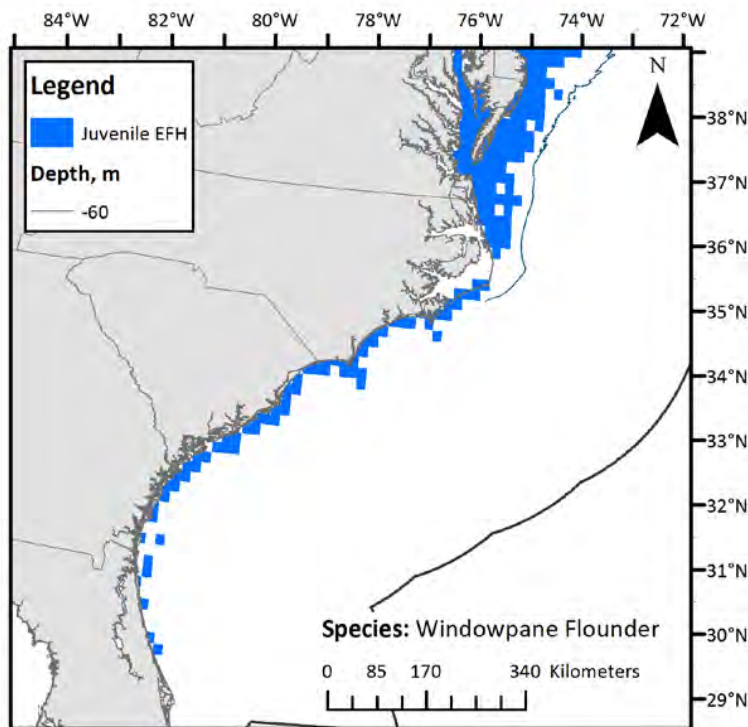 84°W 82°W 80°W 78°W 76°W 74°W 72°W
Legend
Juvenile EFH
Depth, m
-60
N
38°N
37°N
36°N
35°N
34°N
33°N
32°N
31°N
30°N
29°N
Species: Windowpane Flounder
0 85 170 340 Kilometers